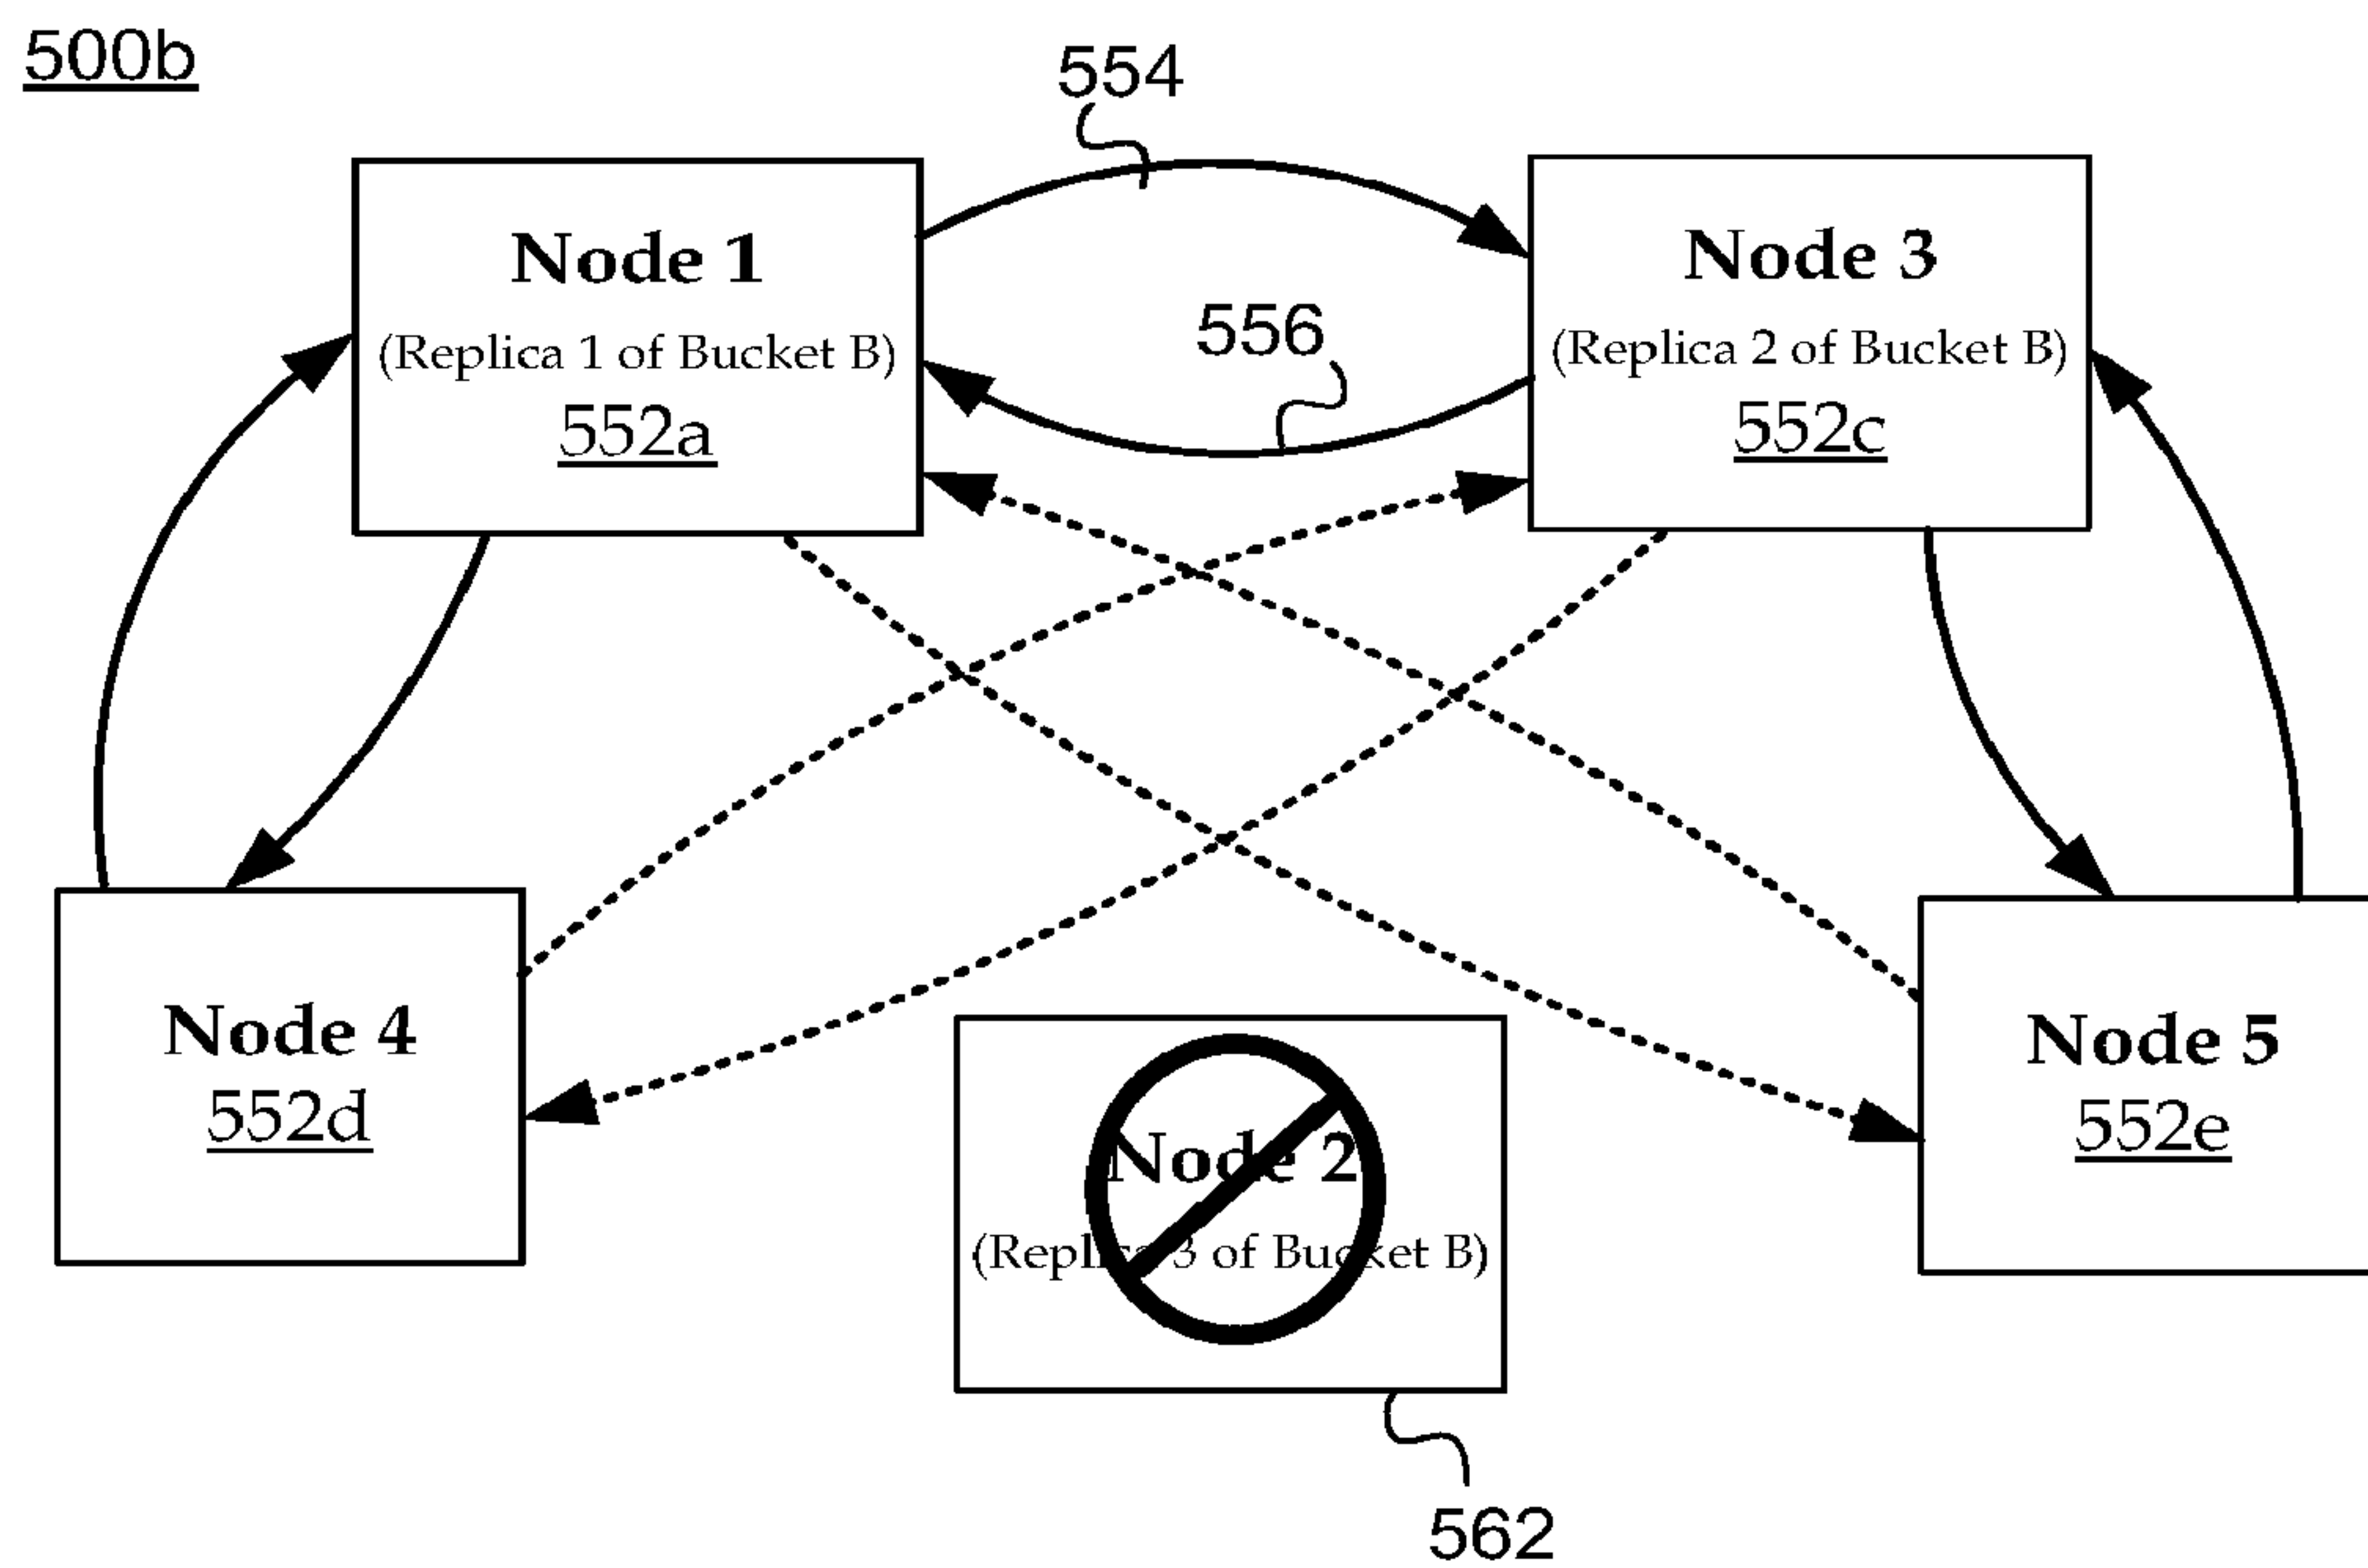 500b
554
Node 1
(Replica 1 of Bucket B)
552a
556
Node 3
(Replica 2 of Bucket B)
552c
Node 4
552d
Node 2
(Replica 3 of Bucket B)
Node 5
552e
562